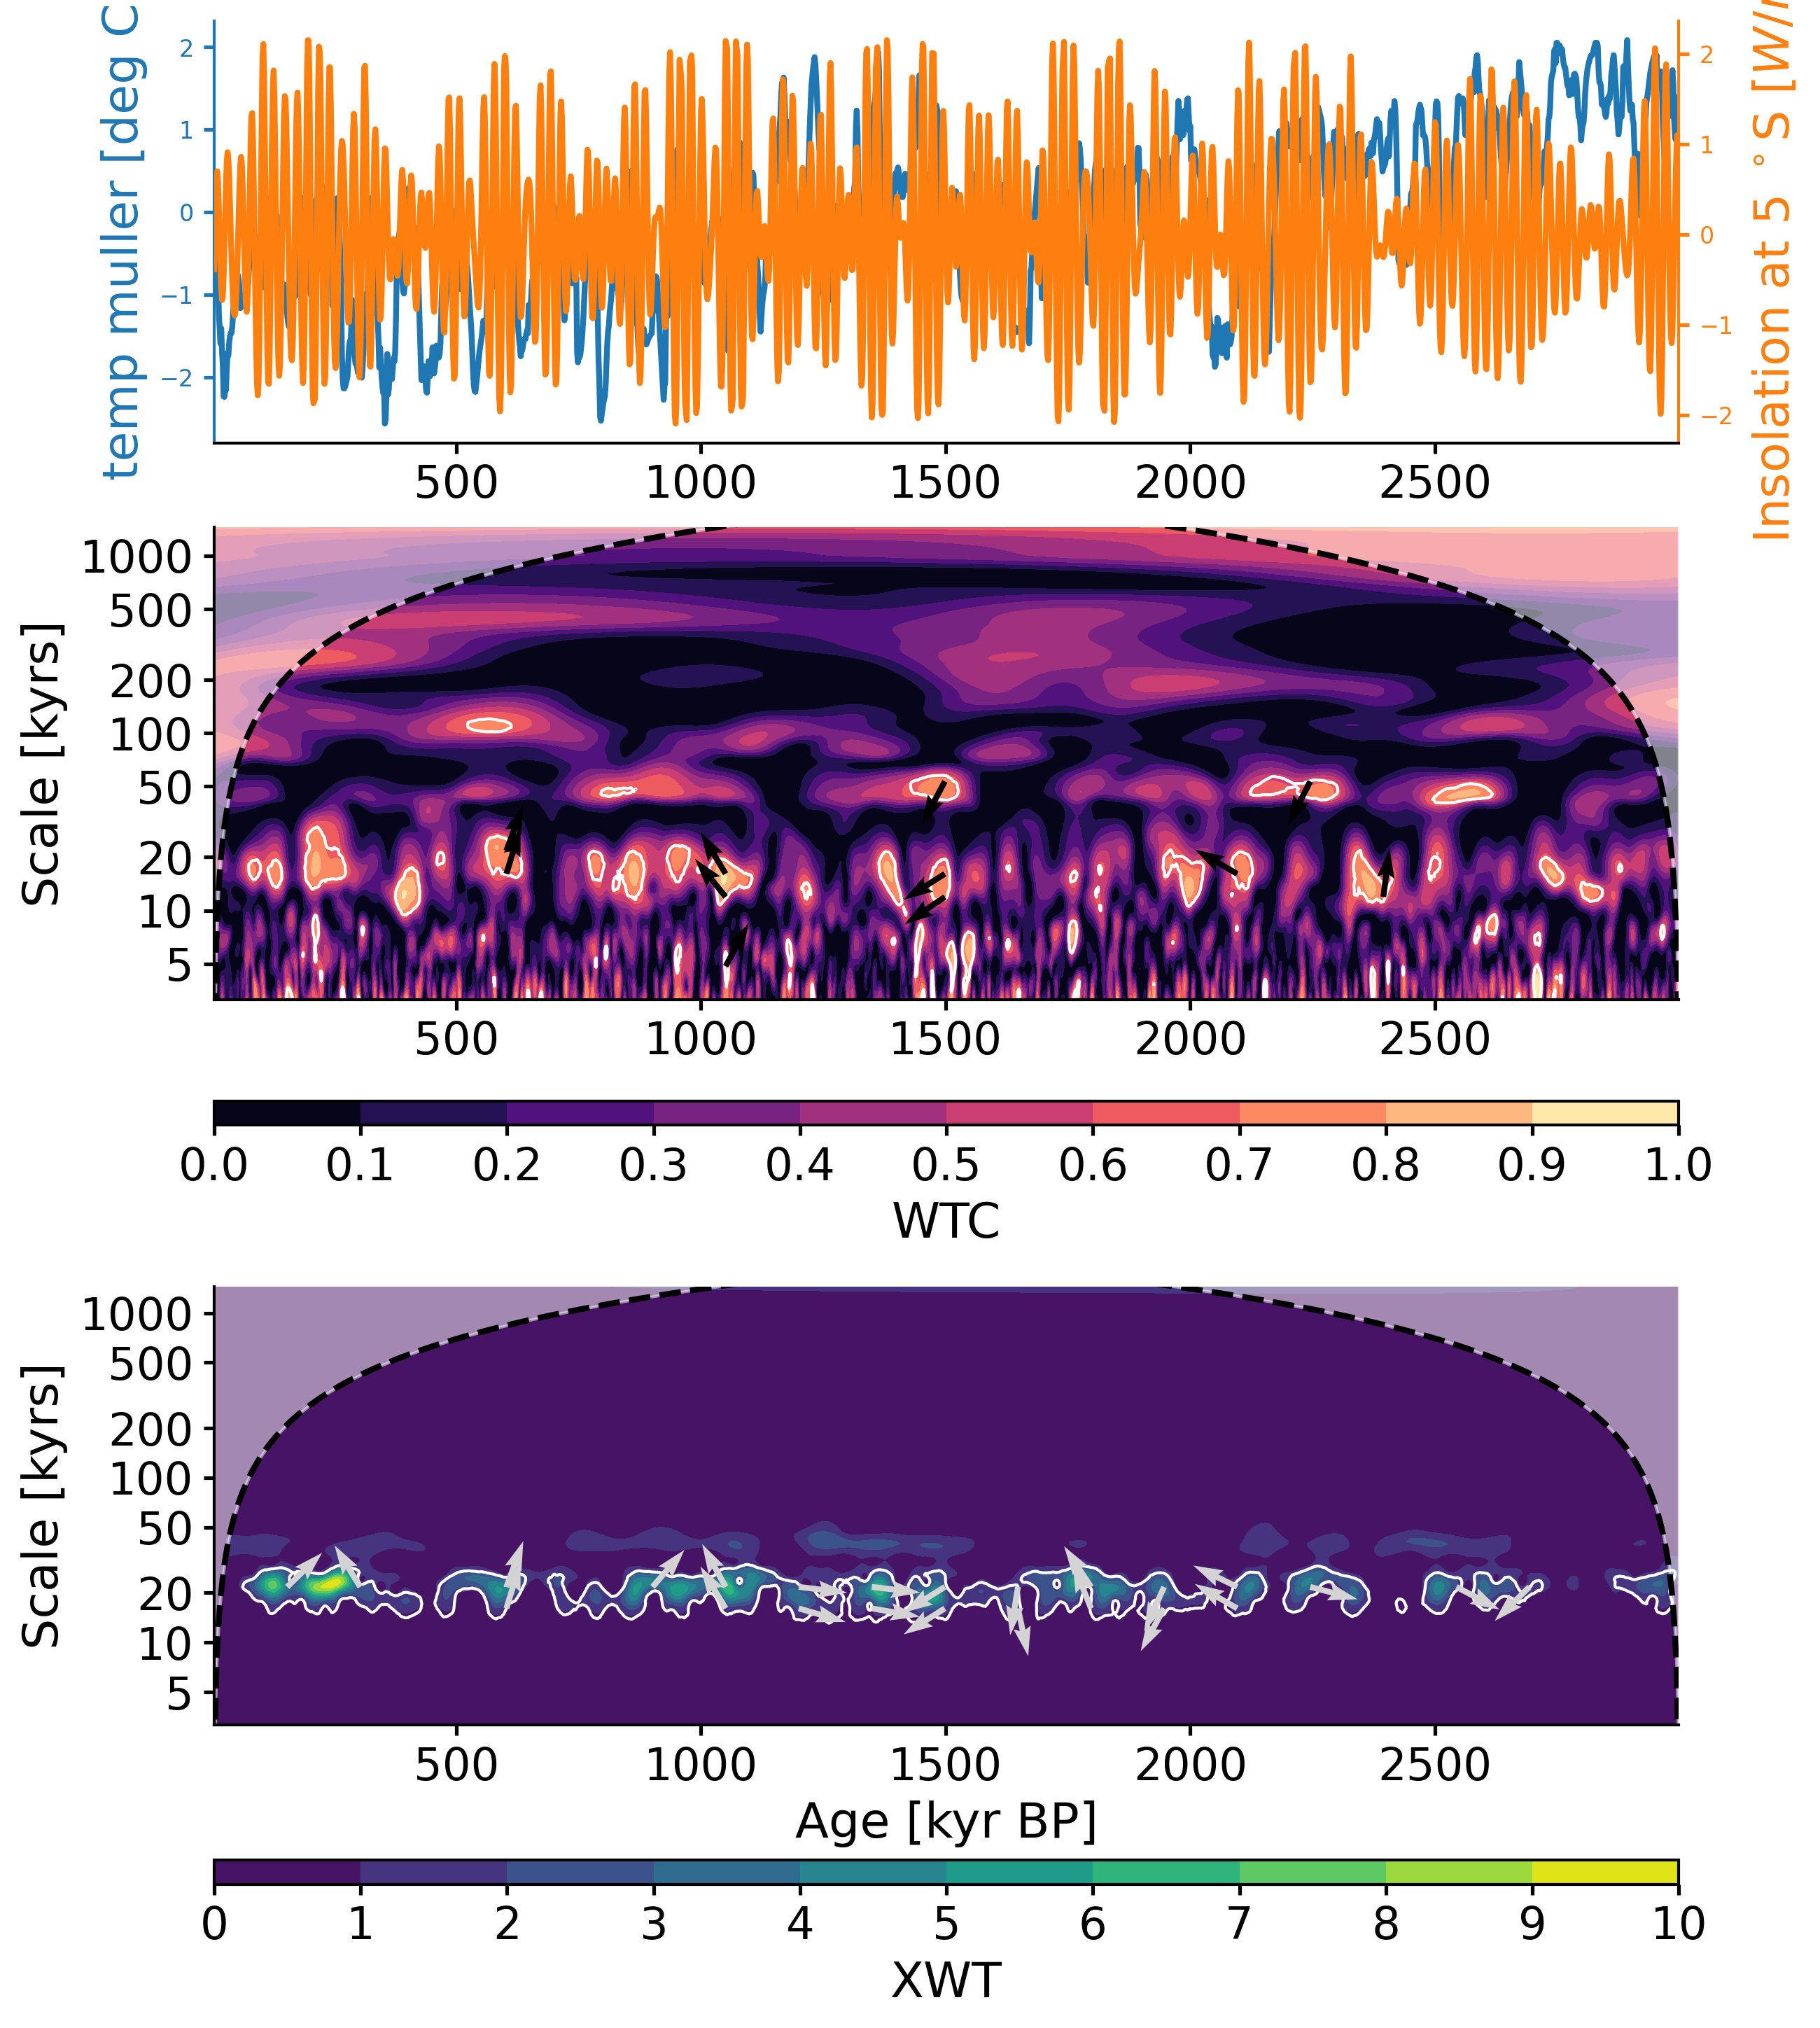 temp muller [deg C
2
1
0
−1
−2
2
1
0
−1
−2
Insolation at 5 °S [W/
500 1000 1500 2000 2500
Scale [kyrs]
1000
500
200
100
50
20
10
5
500 1000 1500 2000 2500
0.0 0.1 0.2 0.3 0.4 0.5 0.6 0.7 0.8 0.9 1.0
WTC
Scale [kyrs]
1000
500
200
100
50
20
10
5
500 1000 1500 2000 2500
Age [kyr BP]
0 1 2 3 4 5 6 7 8 9 10
XWT